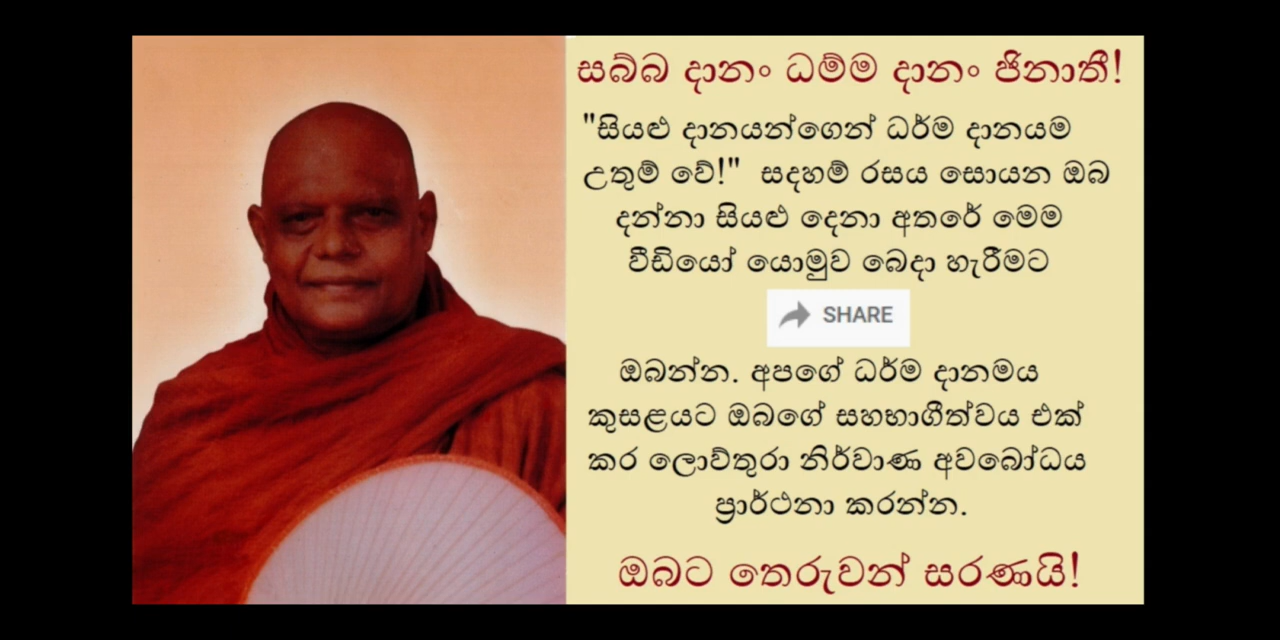 සබ්බ දානං ධම්ම දානං ජිනාතී!
"සියළු දානයන්ගෙන් ධර්ම දානයම
උතුම් වේ!" සදහම් රසය සොයන ඔබ
දන්නා සියළු දෙනා අතරේ මෙම
වීඩියෝ යොමුව බෙදා හැරීමට
SHARE
ඔබන්න. අපගේ ධර්ම දානමය
කුසළයට ඔබගේ සහභාගීත්වය එක්
කර ලොව්තුරා නිර්වාණ අවබෝධය
ප්‍රාර්ථනා කරන්න.
ඔබට තෙරුවන් සරණයි!